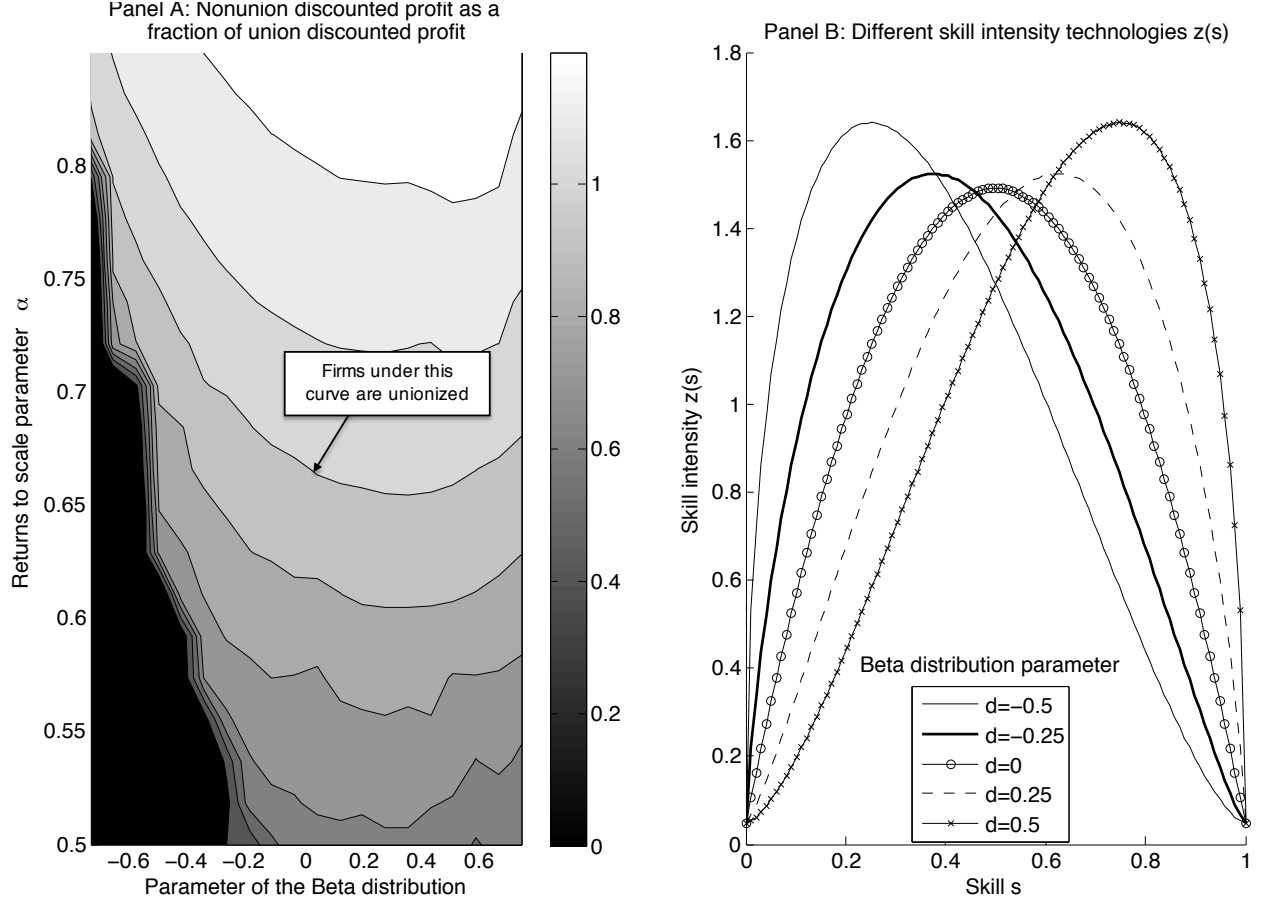 Panel A: Nonunion discounted profit as a
fraction of union discounted profit
0.8
0.75
0.7
0.65
0.6
0.55
0.5
Returns to scale parameter α
Firms under this
curve are unionized
−0.6 −0.4 −0.2 0 0.2 0.4 0.6
Parameter of the Beta distribution
1
0.8
0.6
0.4
0.2
0
Panel B: Different skill intensity technologies z(s)
1.8
1.6
1.4
1.2
1
0.8
0.6
0.4
0.2
0
Skill intensity z(s)
Beta distribution parameter
d=−0.5
d=−0.25
d=0
d=0.25
d=0.5
0 0.2 0.4 0.6 0.8 1
Skill s